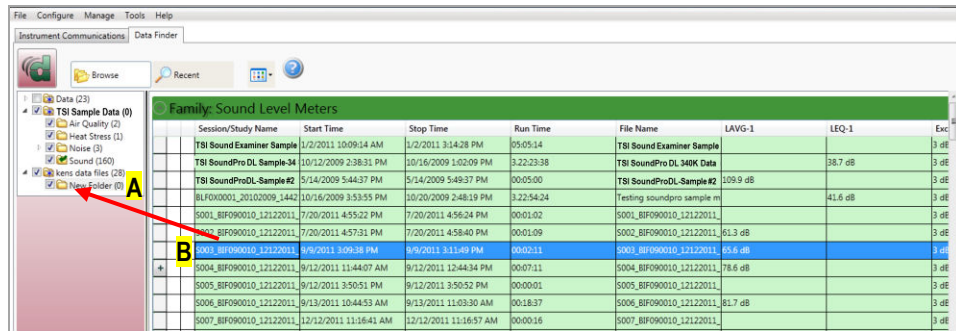 File Configure Manage Tools Help
Instrument Communications Data Finder
Browse Recent
Data (23)
TSI Sample Data (0)
Air Quality (2)
Heat Stress (1)
Noise (3)
Sound (160)
kens data files (28)
New Folder (0)
A
B
Family: Sound Level Meters
Session/Study Name Start Time Stop Time Run Time File Name LAVG-1 LEQ-1 Exc
TSI Sound Examiner Sample 1/2/2011 10:09:14 AM 1/2/2011 3:14:28 PM 05:05:14 TSI Sound Examiner Sample 3 dB
TSI SoundPro DL Sample-34 10/12/2009 2:38:31 PM 10/16/2009 1:02:09 PM 3.22:23:38 TSI SoundPro DL 340K Data 38.7 dB 3 dB
TSI SoundProDL-Sample#2 5/14/2009 5:44:37 PM 5/14/2009 5:49:37 PM 00:05:00 TSI SoundProDL-Sample#2 109.9 dB 3 dB
BLF0X0001_20102009_1442 10/16/2009 3:53:55 PM 10/20/2009 2:48:19 PM 3.22:54:24 Testing soundpro sample m 41.6 dB 3 dB
S001_BIF090010_12122011_ 7/20/2011 4:55:22 PM 7/20/2011 4:56:24 PM 00:01:02 S001_BIF090010_12122011_ 3 dB
S002_BIF090010_12122011_ 7/20/2011 4:57:31 PM 7/20/2011 4:58:40 PM 00:01:09 S002_BIF090010_12122011_ 61.3 dB 3 dB
S003_BIF090010_12122011_ 9/9/2011 3:09:38 PM 9/9/2011 3:11:49 PM 00:02:11 S003_BIF090010_12122011_ 65.6 dB 3 dB
S004_BIF090010_12122011_ 9/12/2011 11:44:07 AM 9/12/2011 12:44:34 PM 00:07:11 S004_BIF090010_12122011_ 78.6 dB 3 dB
S005_BIF090010_12122011_ 9/12/2011 3:50:51 PM 9/12/2011 3:50:52 PM 00:00:01 S005_BIF090010_12122011_ 3 dB
S006_BIF090010_12122011_ 9/13/2011 10:44:53 AM 9/13/2011 11:03:30 AM 00:18:37 S006_BIF090010_12122011_ 81.7 dB 3 dB
S007_BIF090010_12122011_ 12/12/2011 11:16:41 AM 12/12/2011 11:16:57 AM 00:00:16 S007_BIF090010_12122011_ 3 dB